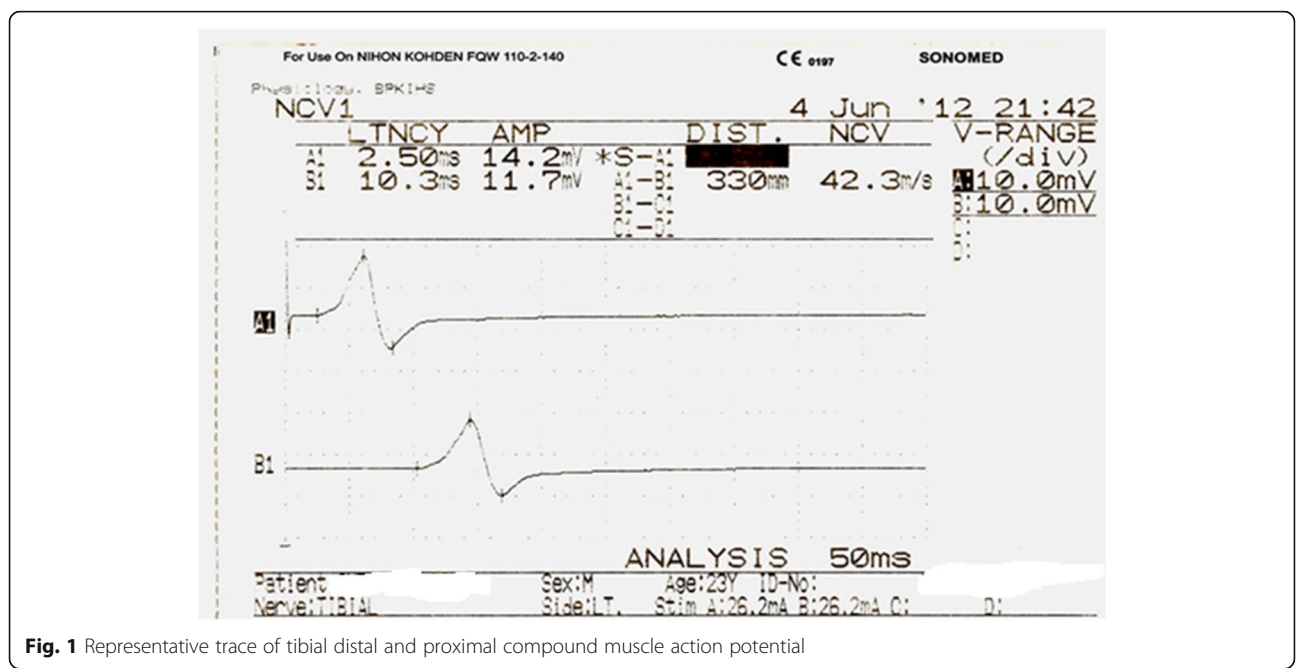 For Use On NIHON KOHDEN FQW 110-2-140 CE 0197 SONOMED
Physiology, BPKIHS
NCV1 4 Jun '12 21:42
LTNCY AMP DIST. NCV V-RANGE
(/div)
A1 2.50ms 14.2mV *S-A1
B1 10.3ms 11.7mV A1-B1 330mm 42.3m/s A:10.0mV
B1-C1 B:10.0mV
C1-D1 C:
D:
A1
B1
ANALYSIS 50ms
Patient Sex:M Age:23Y ID-No:
Nerve:TIBIAL Side:LT. Stim A:26.2mA B:26.2mA C: D:
Fig. 1 Representative trace of tibial distal and proximal compound muscle action potential